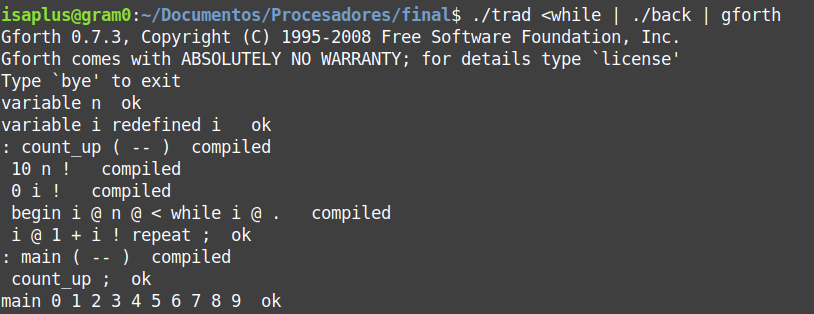 isaplus@gram0:~/Documentos/Procesadores/final$ ./trad <while | ./back | gforth
Gforth 0.7.3, Copyright (C) 1995-2008 Free Software Foundation, Inc.
Gforth comes with ABSOLUTELY NO WARRANTY; for details type `license'
Type `bye' to exit
variable n  ok
variable i redefined i   ok
: count_up ( -- )  compiled
 10 n !   compiled
 0 i !   compiled
 begin i @ n @ < while i @ .   compiled
 i @ 1 + i ! repeat ;  ok
: main ( -- )  compiled
 count_up ;  ok
main 0 1 2 3 4 5 6 7 8 9  ok